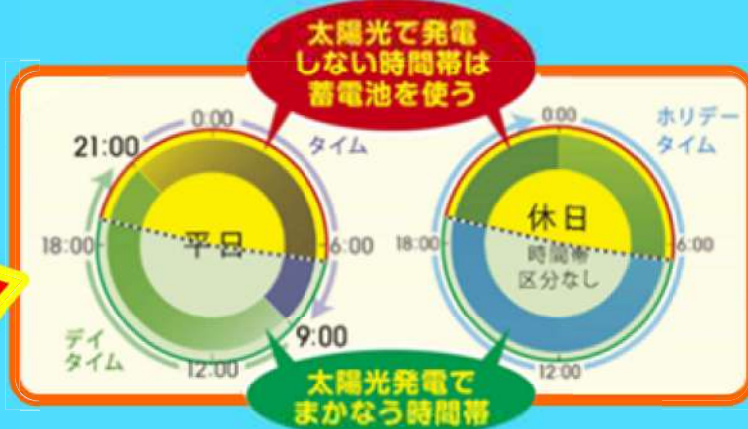 太陽光で発電
しない時間帯は
蓄電池を使う
0:00
21:00
タイム
18:00
平日
6:00
9:00
デイ
タイム
12:00
0:00
ホリデー
タイム
18:00
休日
時間帯
区分なし
6:00
12:00
太陽光発電で
まかなう時間帯